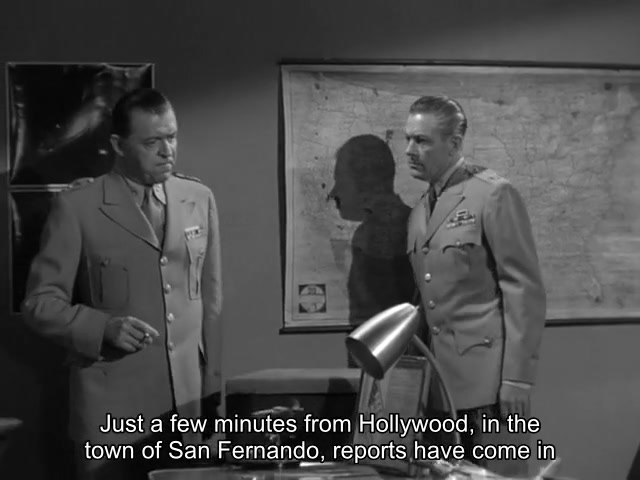 Just a few minutes from Hollywood, in the
town of San Fernando, reports have come in